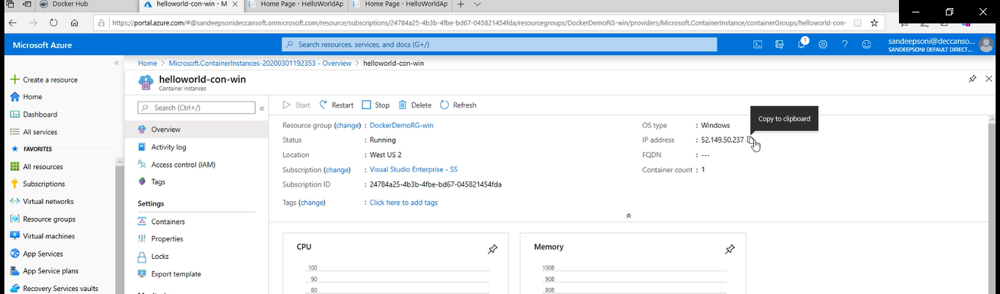 Docker Hub
helloworld-con-win - M
Home Page - HelloWorldAp
Home Page - HelloWorldAp
https://portal.azure.com/#@sandeepsonideccansoft.onmicrosoft.com/resource/subscriptions/24784a25-4b3b-4fbe-bd67-045821454fda/resourcegroups/DockerDemoRG-win/providers/Microsoft.ContainerInstance/containerGroups/helloworld-con-
Microsoft Azure
Search resources, services, and docs (G+/)
1
sandeepsoni@deccanso...
SANDEEPSONI DEFAULT DIRECT...
Home > Microsoft.ContainerInstances-20200301192353 - Overview > helloworld-con-win
helloworld-con-win
Container instances
Create a resource
Home
Dashboard
All services
FAVORITES
All resources
Subscriptions
Virtual networks
Resource groups
Virtual machines
App Services
App Service plans
Recovery Services vaults
Search (Ctrl+/)
Overview
Activity log
Access control (IAM)
Tags
Settings
Containers
Properties
Locks
Export template
Start Restart Stop Delete Refresh
Resource group (change) : DockerDemoRG-win
Status : Running
Location : West US 2
Subscription (change) : Visual Studio Enterprise - SS
Subscription ID : 24784a25-4b3b-4fbe-bd67-045821454fda
Tags (change) : Click here to add tags
OS type : Windows
IP address : 52.149.50.237
FQDN : ---
Container count : 1
Copy to clipboard
CPU
100
90
80
Memory
100B
90B
80B